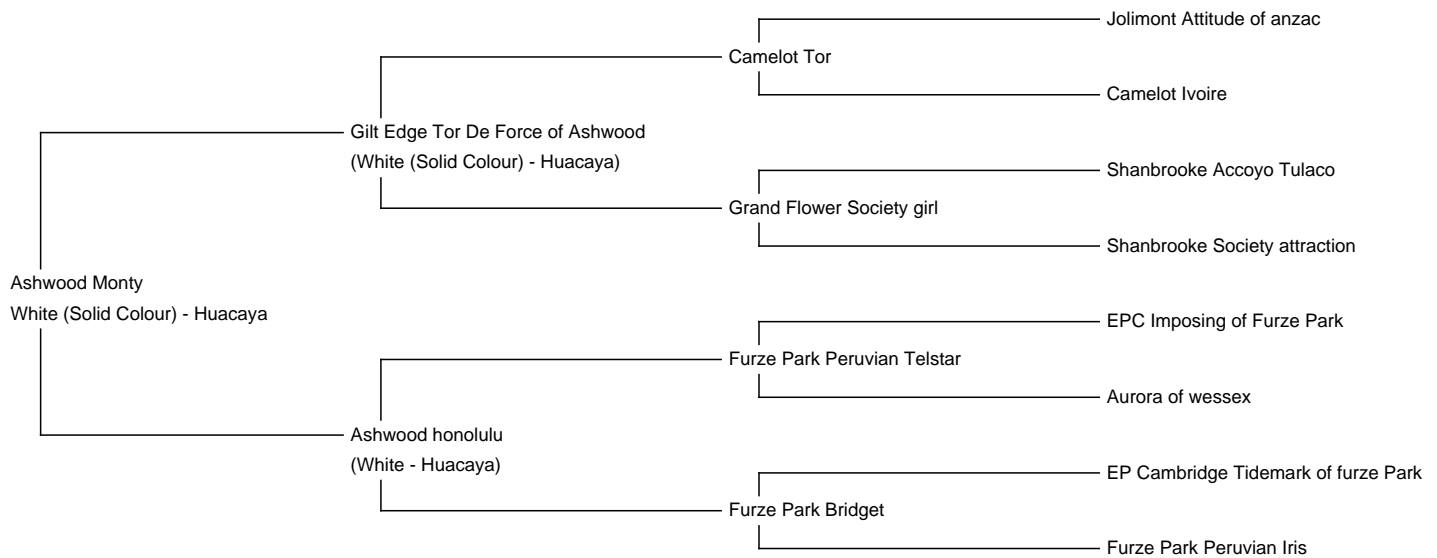 Jolimont Attitude of anzac
Camelot Tor
Camelot Ivoire
Gilt Edge Tor De Force of Ashwood
(White (Solid Colour) - Huacaya)
Shanbrooke Accoyo Tulaco
Grand Flower Society girl
Shanbrooke Society attraction
Ashwood Monty
White (Solid Colour) - Huacaya
EPC Imposing of Furze Park
Furze Park Peruvian Telstar
Aurora of wessex
Ashwood honolulu
(White - Huacaya)
EP Cambridge Tidemark of furze Park
Furze Park Bridget
Furze Park Peruvian Iris